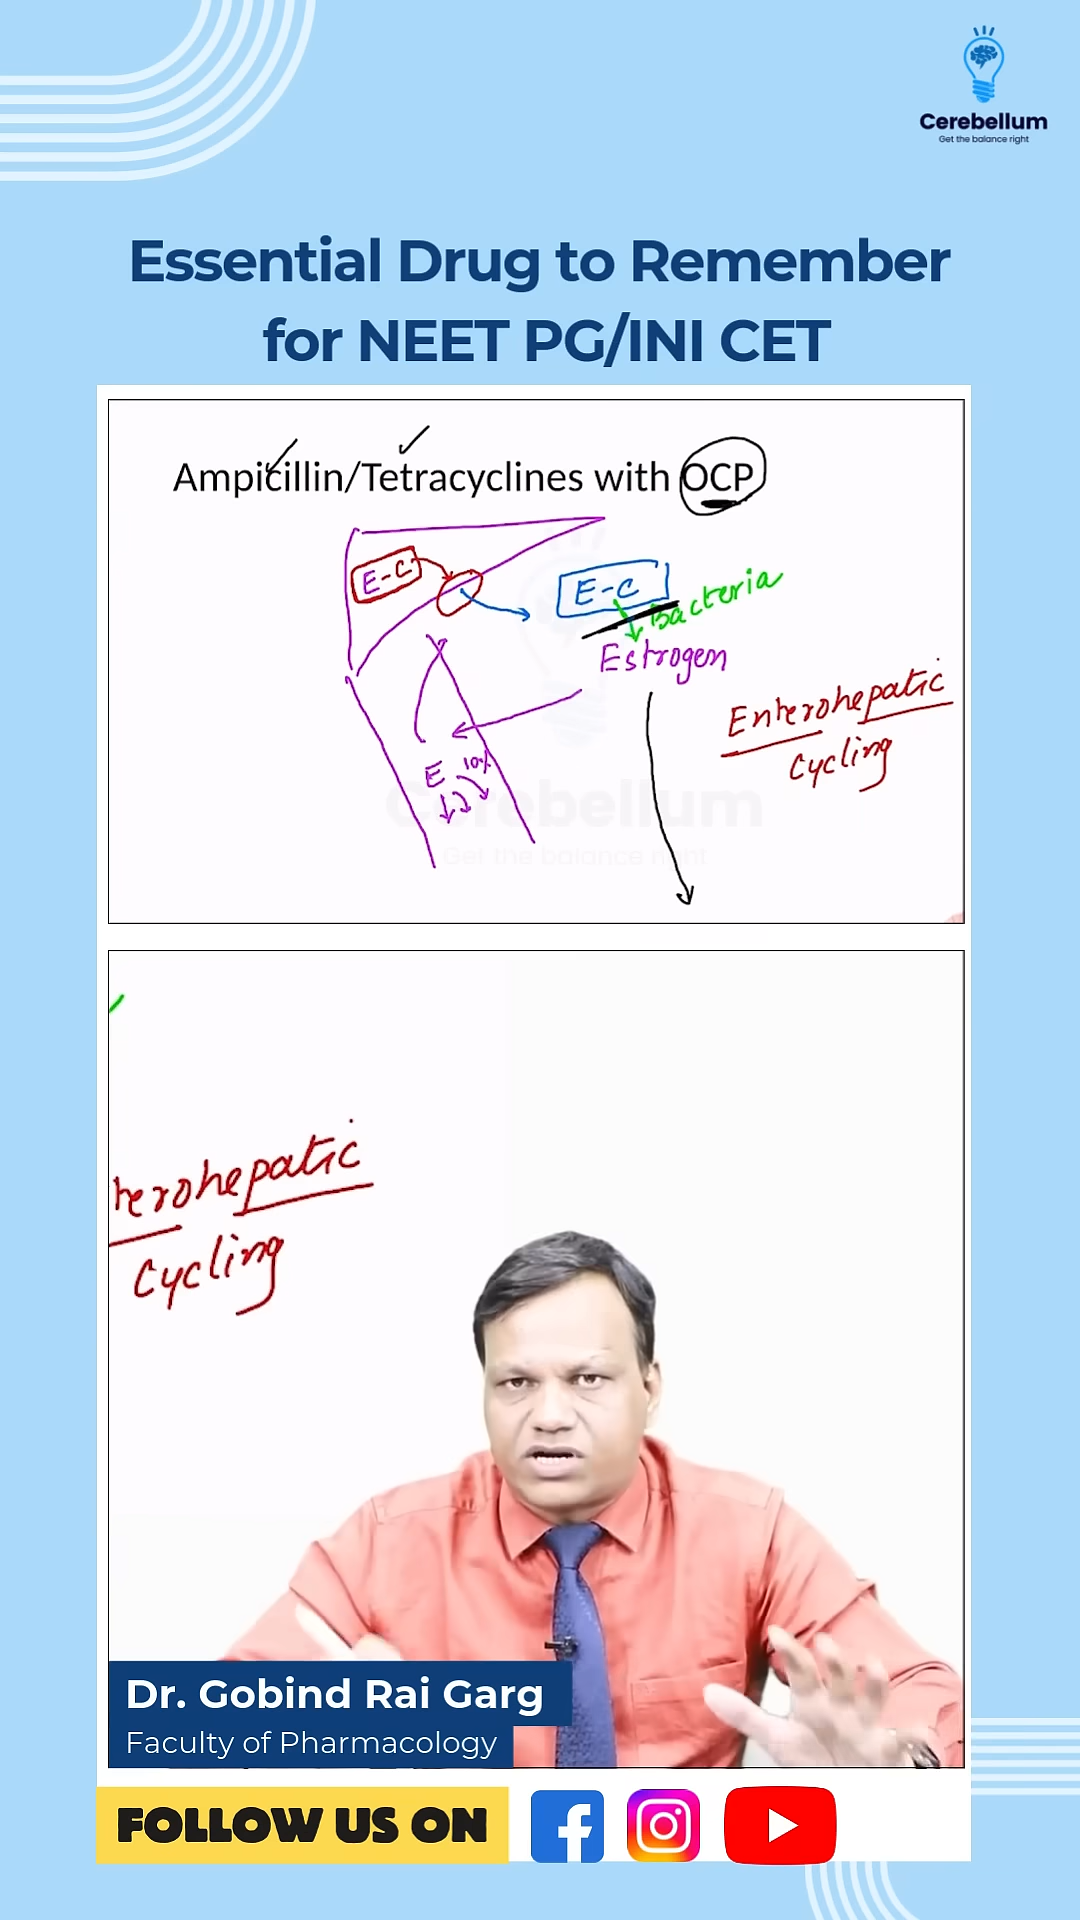 Cerebellum
Get the balance right
Essential Drug to Remember
for NEET PG/INI CET
Ampicillin/Tetracyclines with OCP
E-C
E-C
Bacteria
Estrogen
Enterohepatic
Cycling
E 10%
Cerebellum
Get the balance right
terohepatic
Cycling
Dr. Gobind Rai Garg
Faculty of Pharmacology
FOLLOW US ON